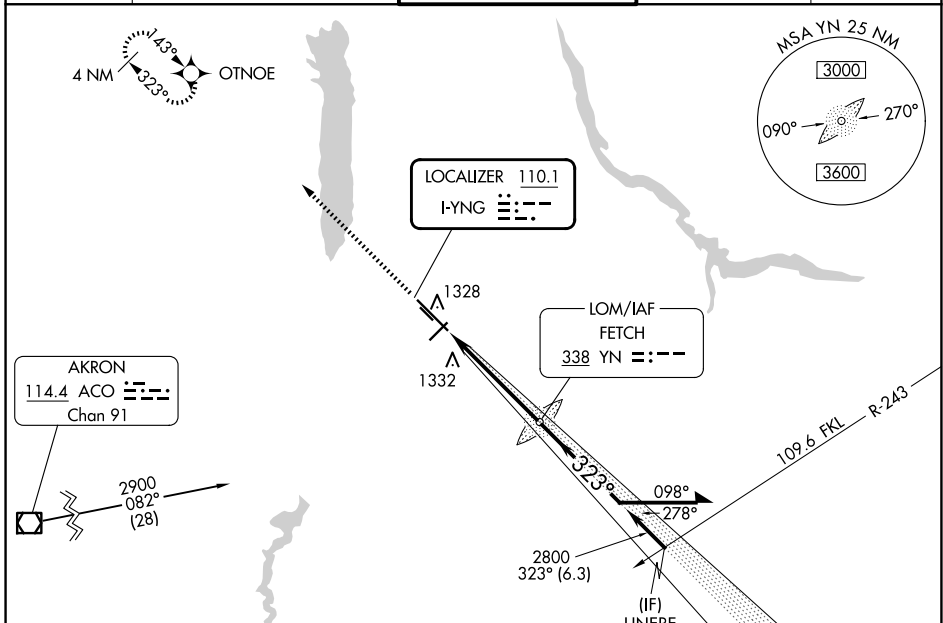 143°
4 NM
323°
OTNOE
MSA YN 25 NM
3000
090°
270°
3600
LOCALIZER 110.1
I-YNG
1328
LOM/IAF
FETCH
338 YN
1332
AKRON
114.4 ACO
Chan 91
2900
082°
(28)
109.6 FKL
R-243
323°
098°
278°
2800
323° (6.3)
(IF)